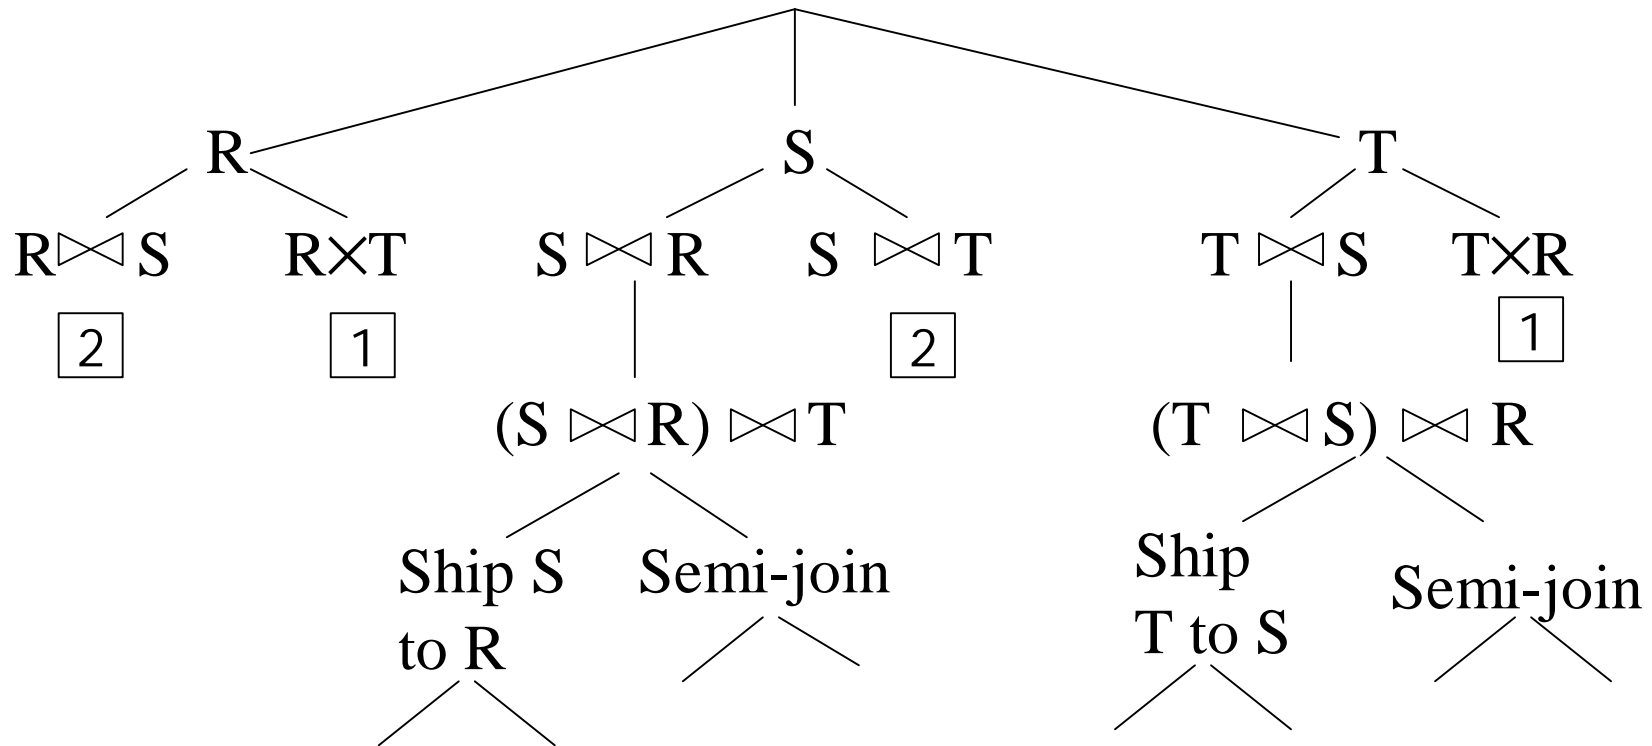 R S T
R⋈S R×T S⋈R S⋈T T⋈S T×R
2 1 2 1
(S⋈R)⋈T (T⋈S)⋈R
Ship S Semi-join Ship Semi-join
to R T to S